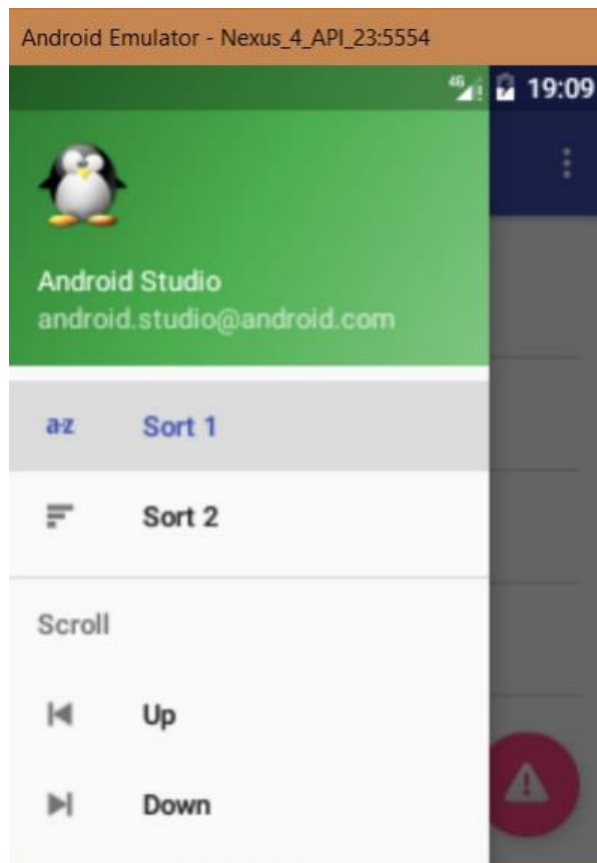 Android Emulator - Nexus_4_API_23:5554
4G 19:09
Android Studio
android.studio@android.com
a-z Sort 1
Sort 2
Scroll
Up
Down